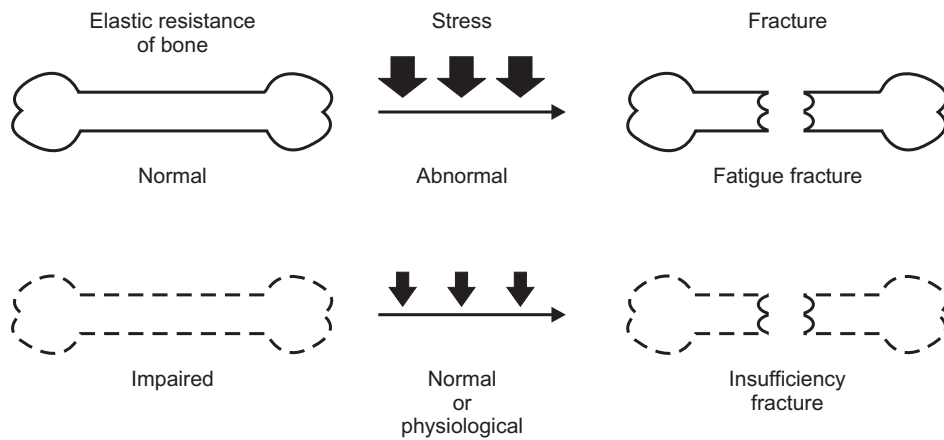 Elastic resistance
of bone
Stress
Fracture
Normal
Abnormal
Fatigue fracture
Impaired
Normal
or
physiological
Insufficiency
fracture